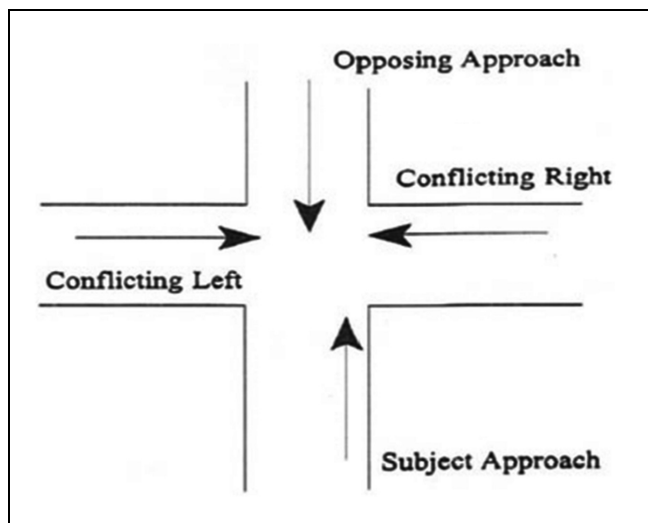 Opposing Approach
Conflicting Right
Conflicting Left
Subject Approach